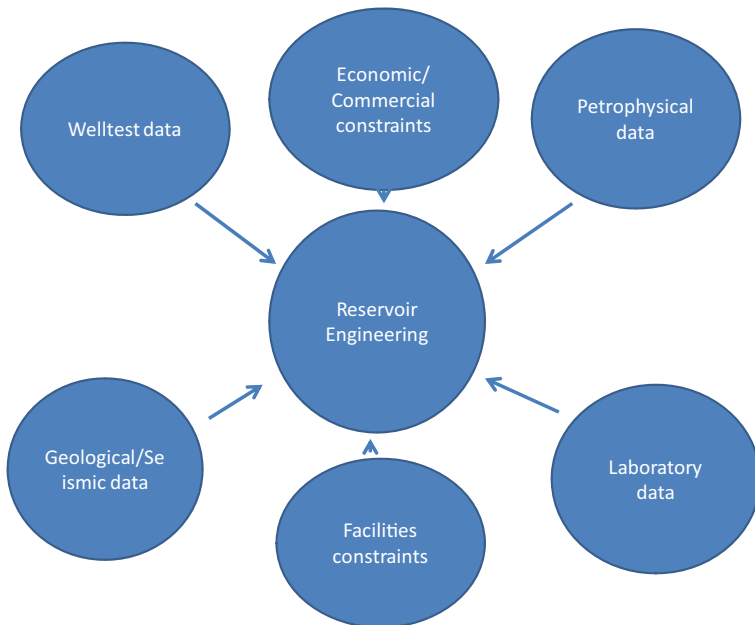 Economic/
Commercial
constraints
Welltest data
Petrophysical
data
Reservoir
Engineering
Geological/Se
ismic data
Laboratory
data
Facilities
constraints